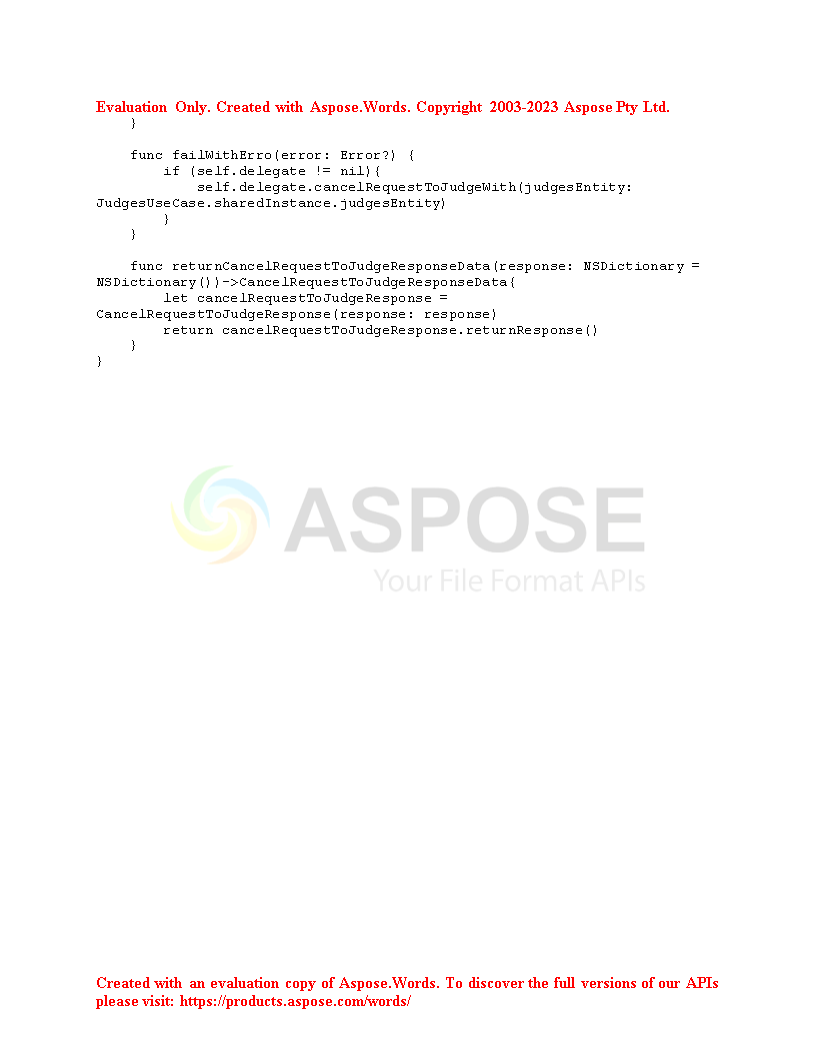 Evaluation Only. Created with Aspose.Words. Copyright 2003-2023 Aspose Pty Ltd.
    }
    func failWithErro(error: Error?) {
        if (self.delegate != nil){
            self.delegate.cancelRequestToJudgeWith(judgesEntity:
JudgesUseCase.sharedInstance.judgesEntity)
        }
    }
    func returnCancelRequestToJudgeResponseData(response: NSDictionary =
NSDictionary())->CancelRequestToJudgeResponseData{
        let cancelRequestToJudgeResponse =
CancelRequestToJudgeResponse(response: response)
        return cancelRequestToJudgeResponse.returnResponse()
    }
}
ASPOSE
Your File Format APIs
Created with an evaluation copy of Aspose.Words. To discover the full versions of our APIs
please visit: https://products.aspose.com/words/